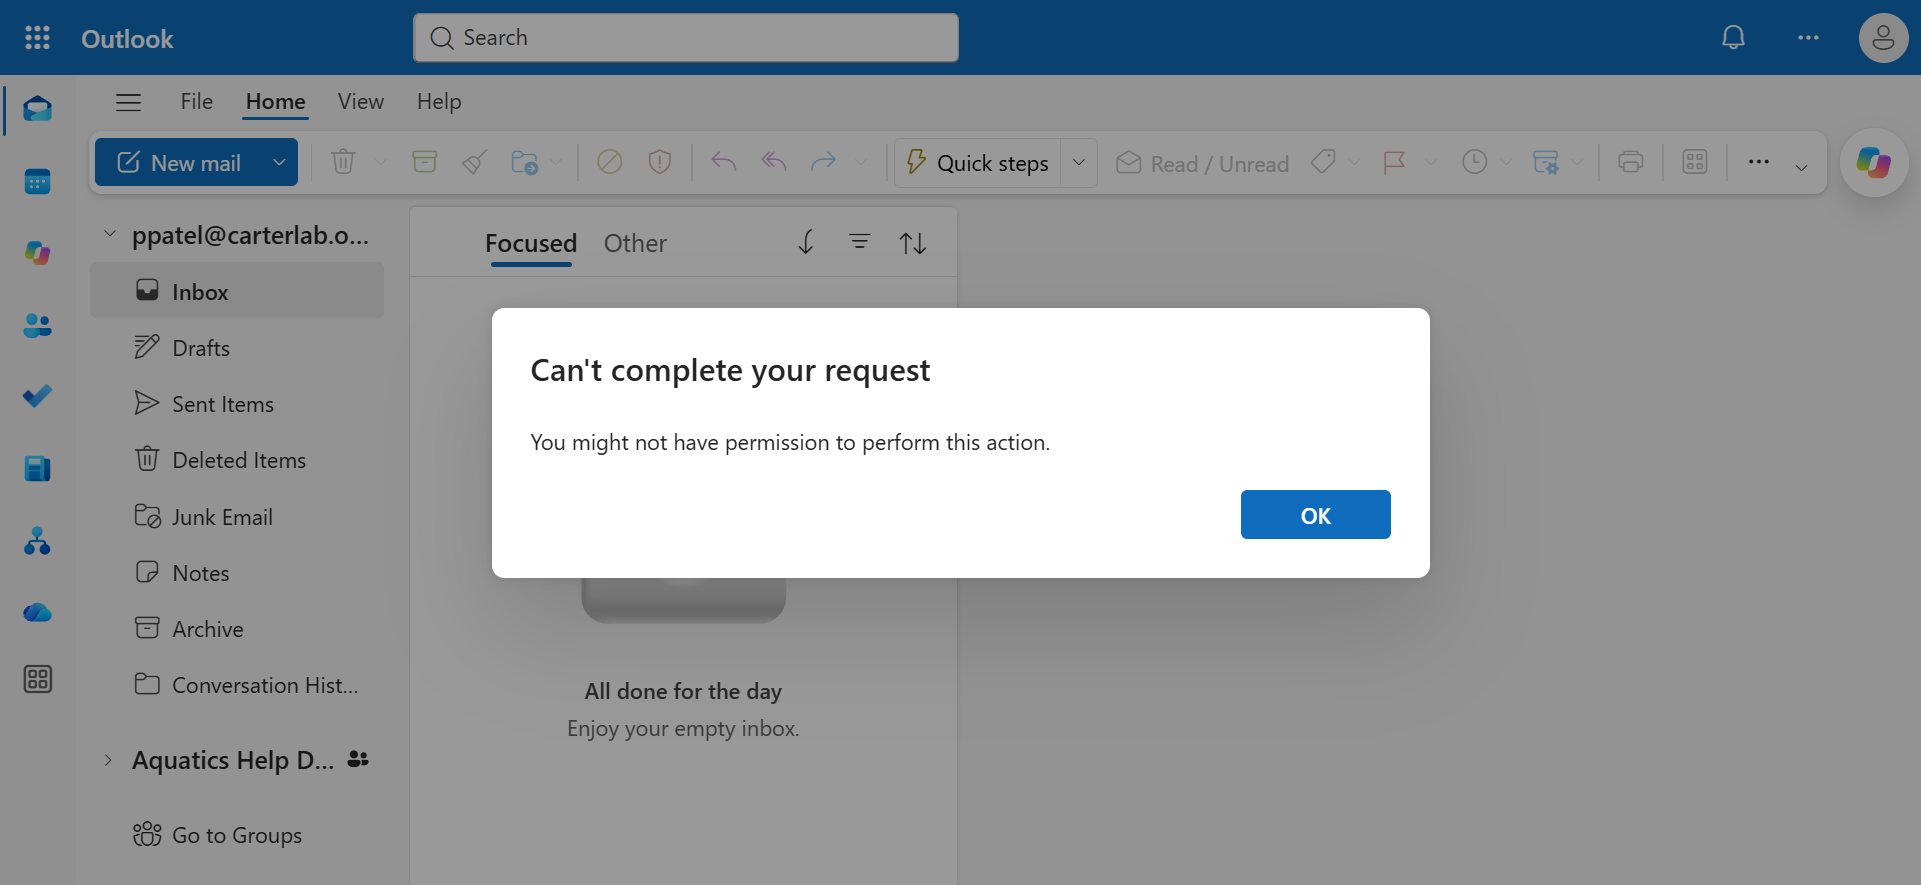 Outlook
Search
File Home View Help
New mail
Quick steps
Read / Unread
ppatel@carterlab.o...
Focused Other
Inbox
Drafts
Sent Items
Deleted Items
Junk Email
Notes
Archive
Conversation Hist...
Aquatics Help D...
Go to Groups
Can't complete your request
You might not have permission to perform this action.
OK
All done for the day
Enjoy your empty inbox.